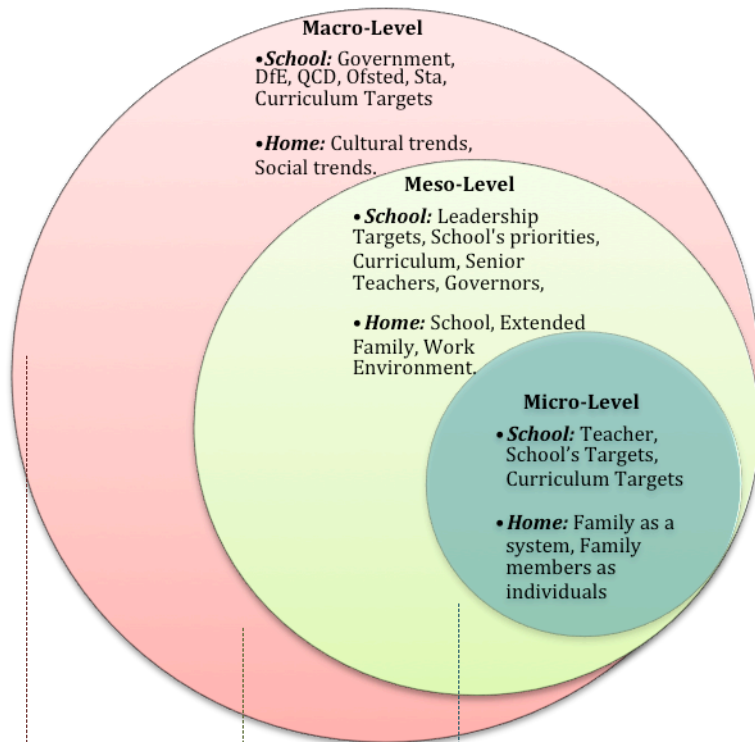 Macro-Level
•School: Government,
DfE, QCD, Ofsted, Sta,
Curriculum Targets
•Home: Cultural trends,
Social trends.
Meso-Level
•School: Leadership
Targets, School's priorities,
Curriculum, Senior
Teachers, Governors,
•Home: School, Extended
Family, Work
Environment.
Micro-Level
•School: Teacher,
School’s Targets,
Curriculum Targets
•Home: Family as a
system, Family
members as
individuals